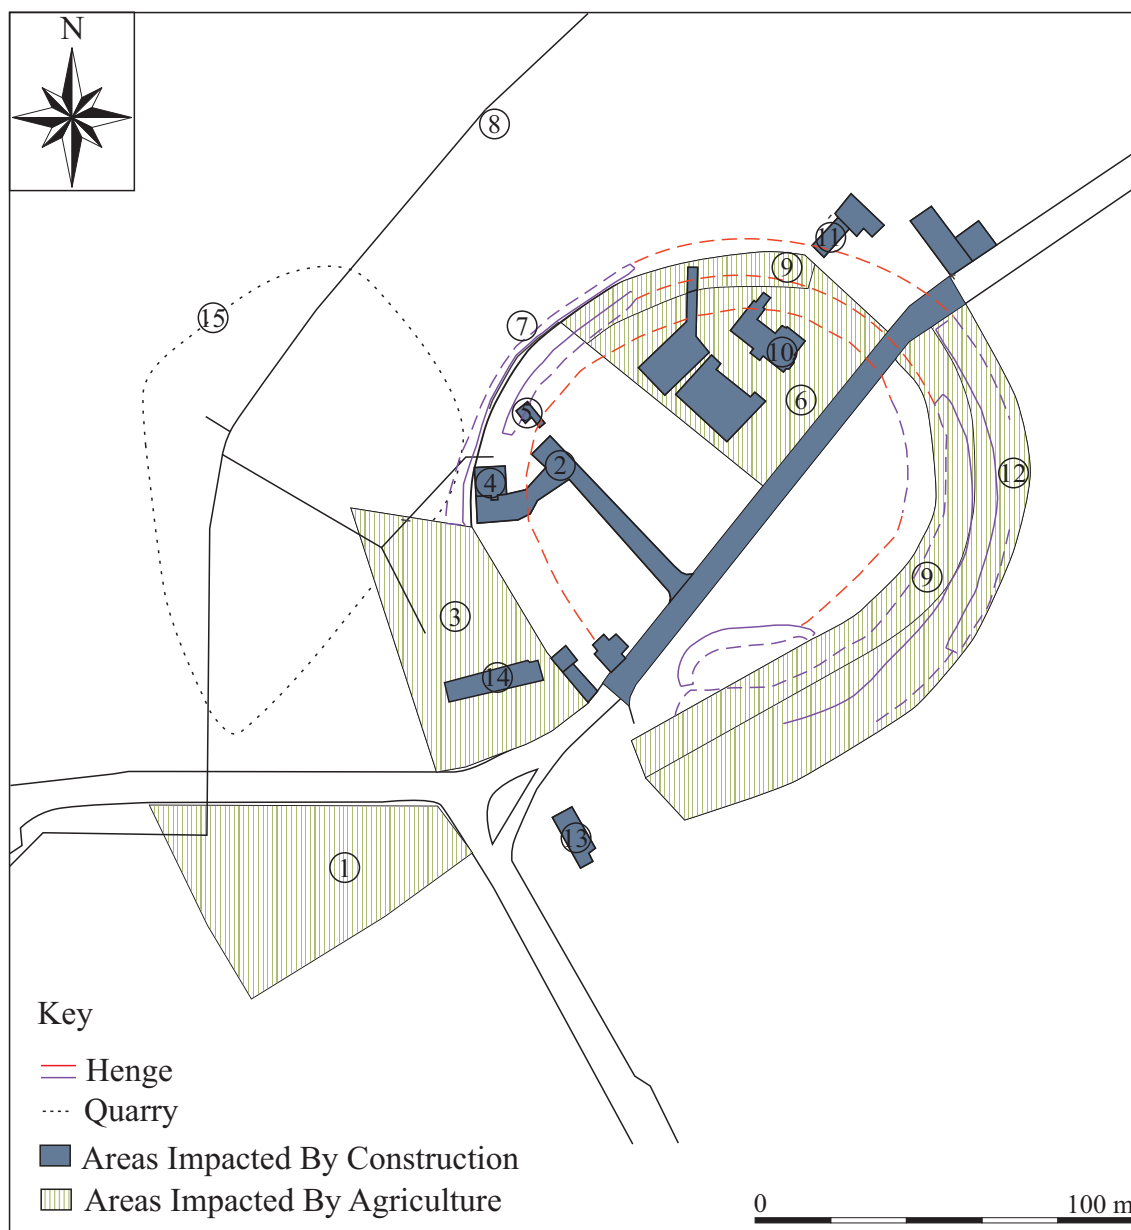 N
8
11
9
15
7
10
6
5
2
4
12
9
3
14
13
1
Key
Henge
Quarry
Areas Impacted By Construction
Areas Impacted By Agriculture
0 100 m